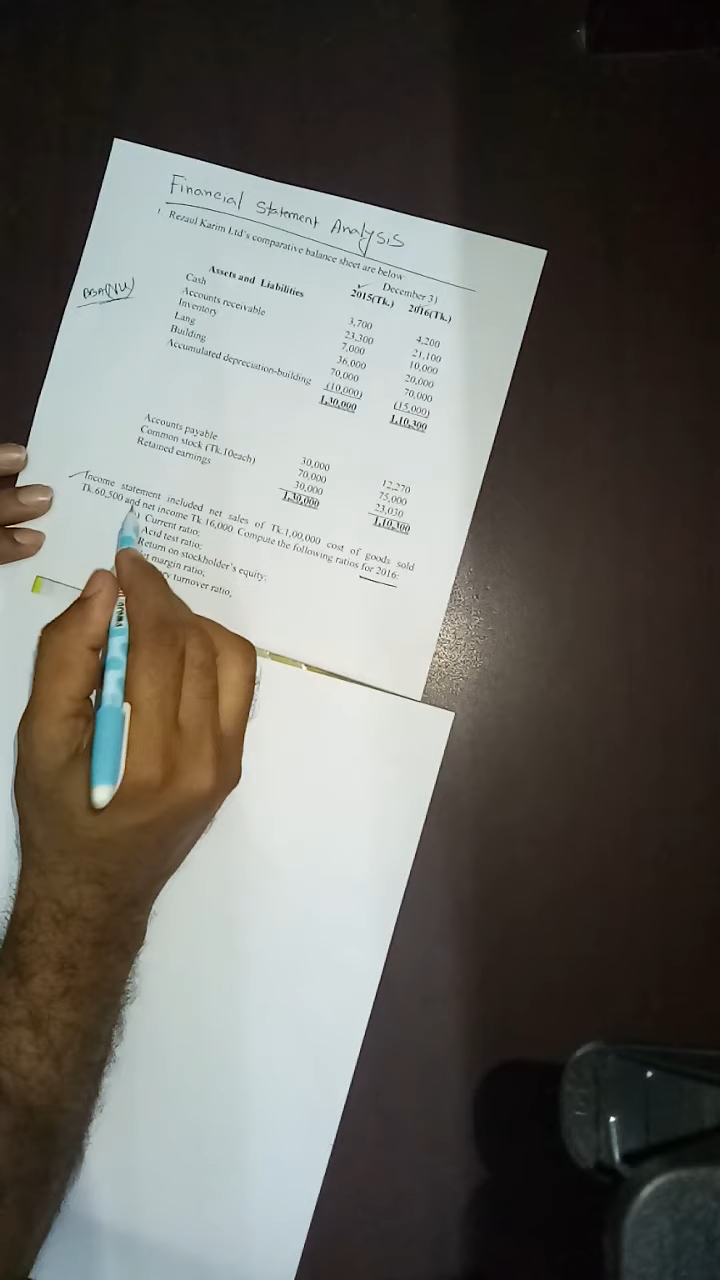 Financial Statement Analysis
1. Rezaul Karim Ltd's comparative balance sheet are below
BBA(NU)
Assets and Liabilities December 31
2015(Tk.) 2016(Tk.)
Cash 3,700 4,200
Accounts receivable 23,300 21,100
Inventory 7,000 10,000
Lang 36,000 20,000
Building 70,000 70,000
Accumulated depreciation-building (10,000) (15,000)
1,30,000 1,10,300
Accounts payable 30,000 12,270
Common stock (Tk.10each) 70,000 75,000
Retained earnings 30,000 23,030
1,30,000 1,10,300
Income statement included net sales of Tk.1,00,000 cost of goods sold
Tk.60,500 and net income Tk.16,000. Compute the following ratios for 2016:
Current ratio;
Acid test ratio;
Return on stockholder's equity;
margin ratio;
turnover ratio,